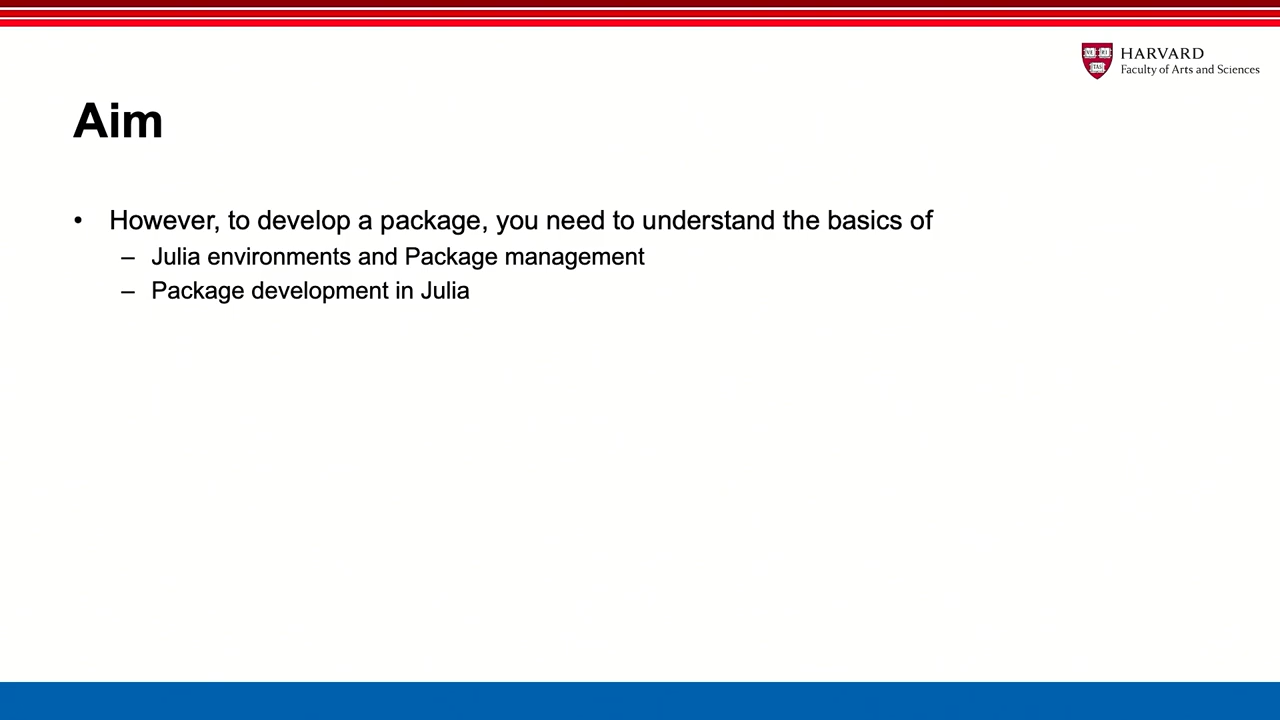 HARVARD
Faculty of Arts and Sciences
Aim
• However, to develop a package, you need to understand the basics of
– Julia environments and Package management
– Package development in Julia